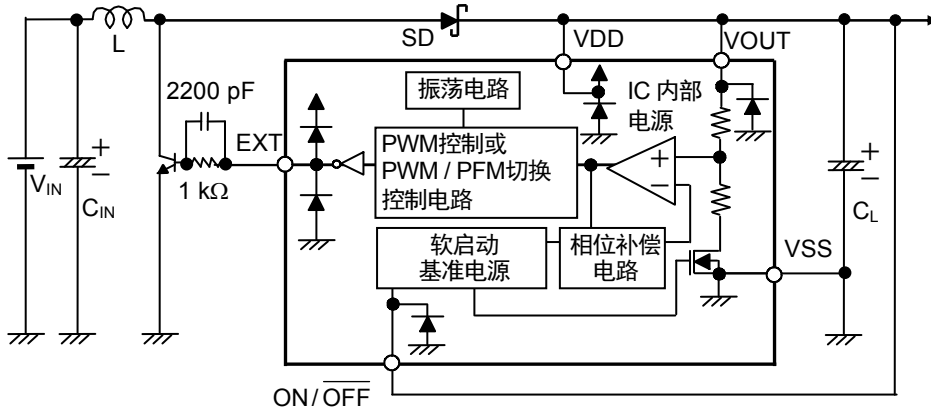 L
SD
VDD
VOUT
2200 pF
EXT
1 kΩ
振荡电路
IC 内部
电源
PWM控制或
PWM / PFM切换
控制电路
+
−
VIN
+
−
CIN
+
−
CL
软启动
基准电源
相位补偿
电路
VSS
ON / OFF